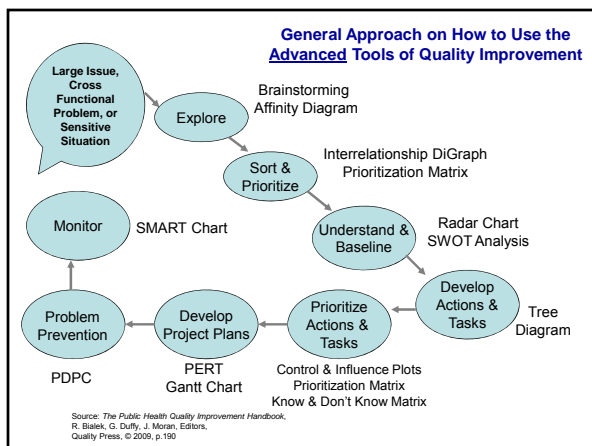 General Approach on How to Use the
Advanced Tools of Quality Improvement
Large Issue,
Cross
Functional
Problem, or
Sensitive
Situation
Explore
Brainstorming
Affinity Diagram
Sort &
Prioritize
Interrelationship DiGraph
Prioritization Matrix
Understand &
Baseline
Radar Chart
SWOT Analysis
Develop
Actions &
Tasks
Tree
Diagram
Prioritize
Actions &
Tasks
Control & Influence Plots
Prioritization Matrix
Know & Don't Know Matrix
Develop
Project Plans
PERT
Gantt Chart
Problem
Prevention
PDPC
Monitor
SMART Chart
Source: The Public Health Quality Improvement Handbook,
R. Bialek, G. Duffy, J. Moran, Editors,
Quality Press, © 2009, p.190